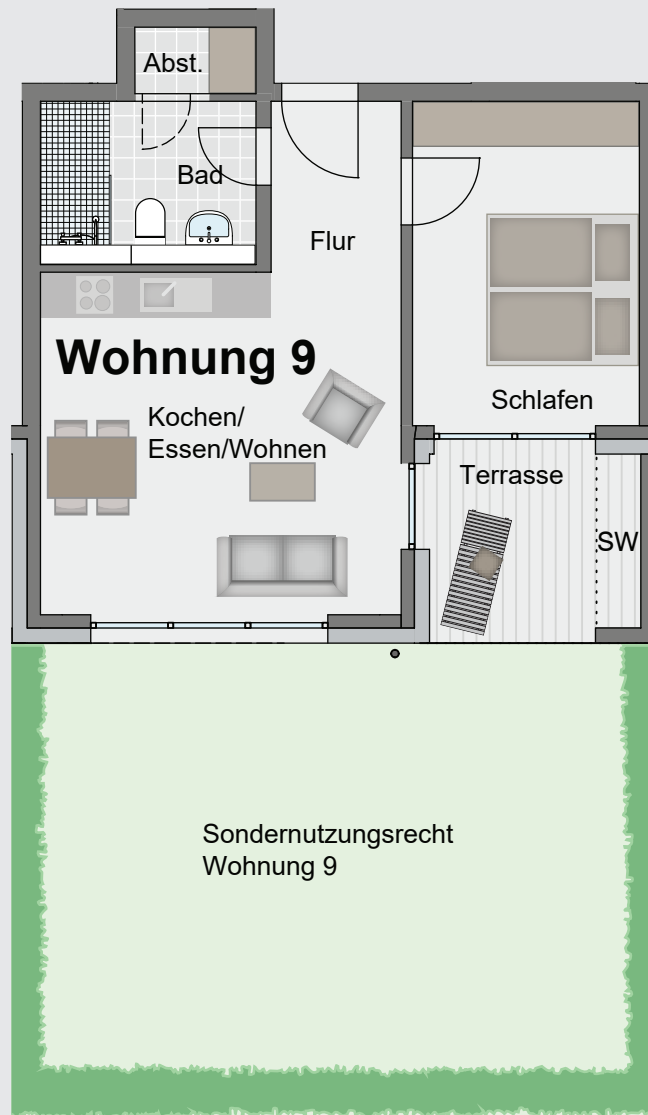 Abst.
Bad
Flur
Wohnung 9
Kochen/
Essen/Wohnen
Schlafen
Terrasse
SW
Sondernutzungsrecht
Wohnung 9